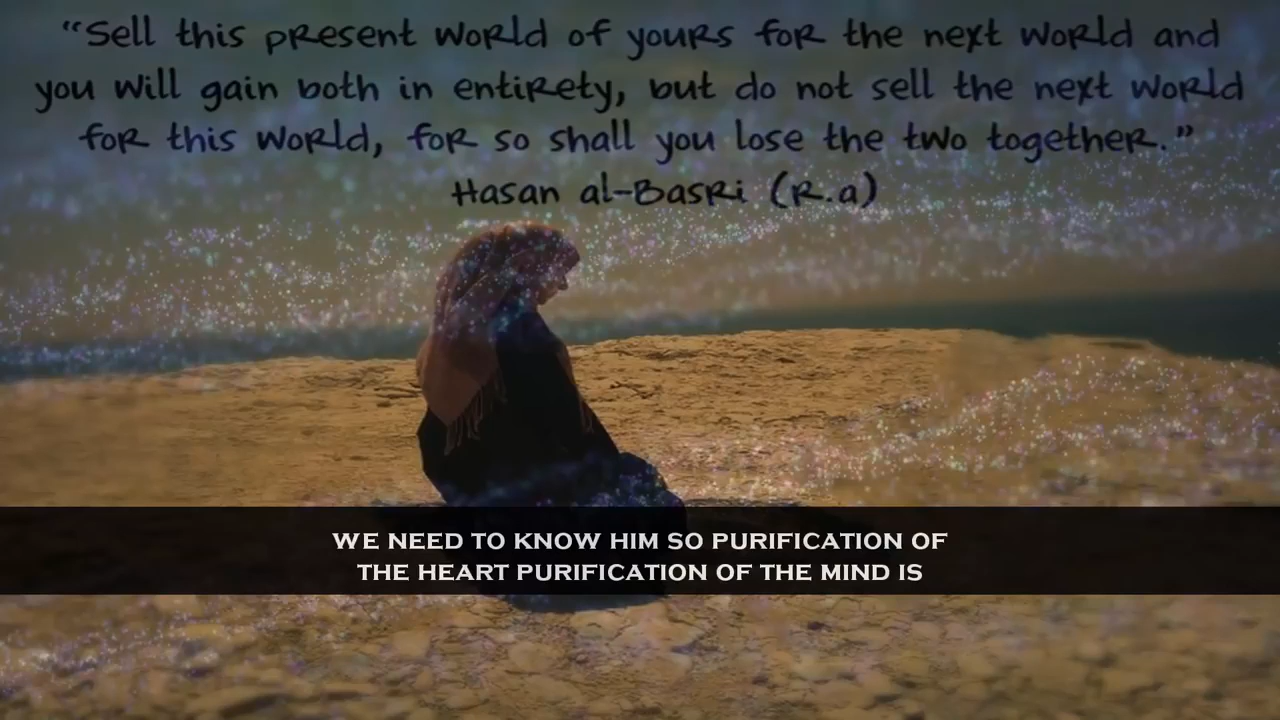 “Sell this present world of yours for the next world and
you will gain both in entirety, but do not sell the next world
for this world, for so shall you lose the two together.”
Hasan al-Basri (R.a)
WE NEED TO KNOW HIM SO PURIFICATION OF
THE HEART PURIFICATION OF THE MIND IS